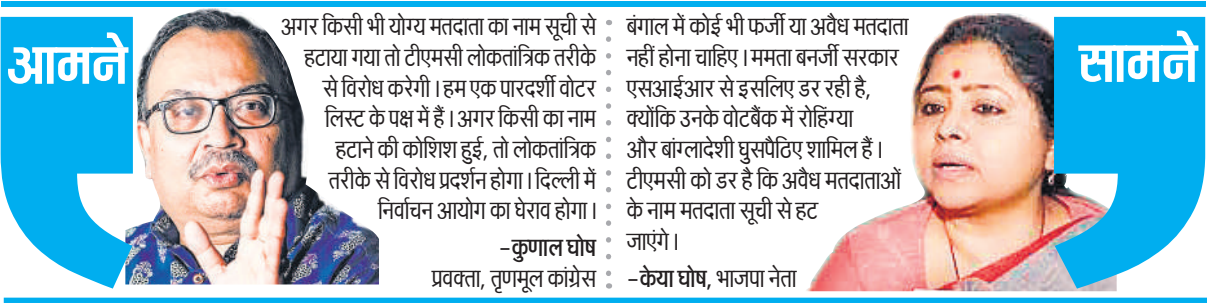 आमने
अगर किसी भी योग्य मतदाता का नाम सूची से
हटाया गया तो टीएमसी लोकतांत्रिक तरीके
से विरोध करेगी। हम एक पारदर्शी वोटर
लिस्ट के पक्ष में हैं। अगर किसी का नाम
हटाने की कोशिश हुई, तो लोकतांत्रिक
तरीके से विरोध प्रदर्शन होगा। दिल्ली में
निर्वाचन आयोग का घेराव होगा।
-कुणाल घोष
प्रवक्ता, तृणमूल कांग्रेस
बंगाल में कोई भी फर्जी या अवैध मतदाता
नहीं होना चाहिए। ममता बनर्जी सरकार
एसआईआर से इसलिए डर रही है,
क्योंकि उनके वोटबैंक में रोहिंग्या
और बांग्लादेशी घुसपैठिए शामिल हैं।
टीएमसी को डर है कि अवैध मतदाताओं
के नाम मतदाता सूची से हट
जाएंगे।
-केया घोष, भाजपा नेता
सामने